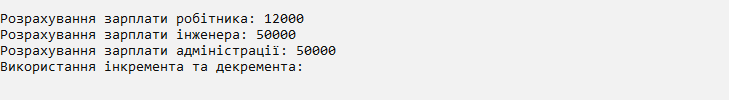 Розрахування зарплати робітника: 12000
Розрахування зарплати інженера: 50000
Розрахування зарплати адміністрації: 50000
Використання інкремента та декремента: